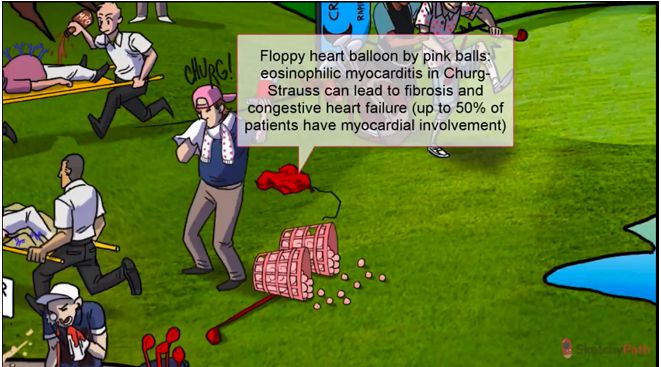 CHURG!
Floppy heart balloon by pink balls:
eosinophilic myocarditis in Churg-
Strauss can lead to fibrosis and
congestive heart failure (up to 50% of
patients have myocardial involvement)
R
SketchyPath